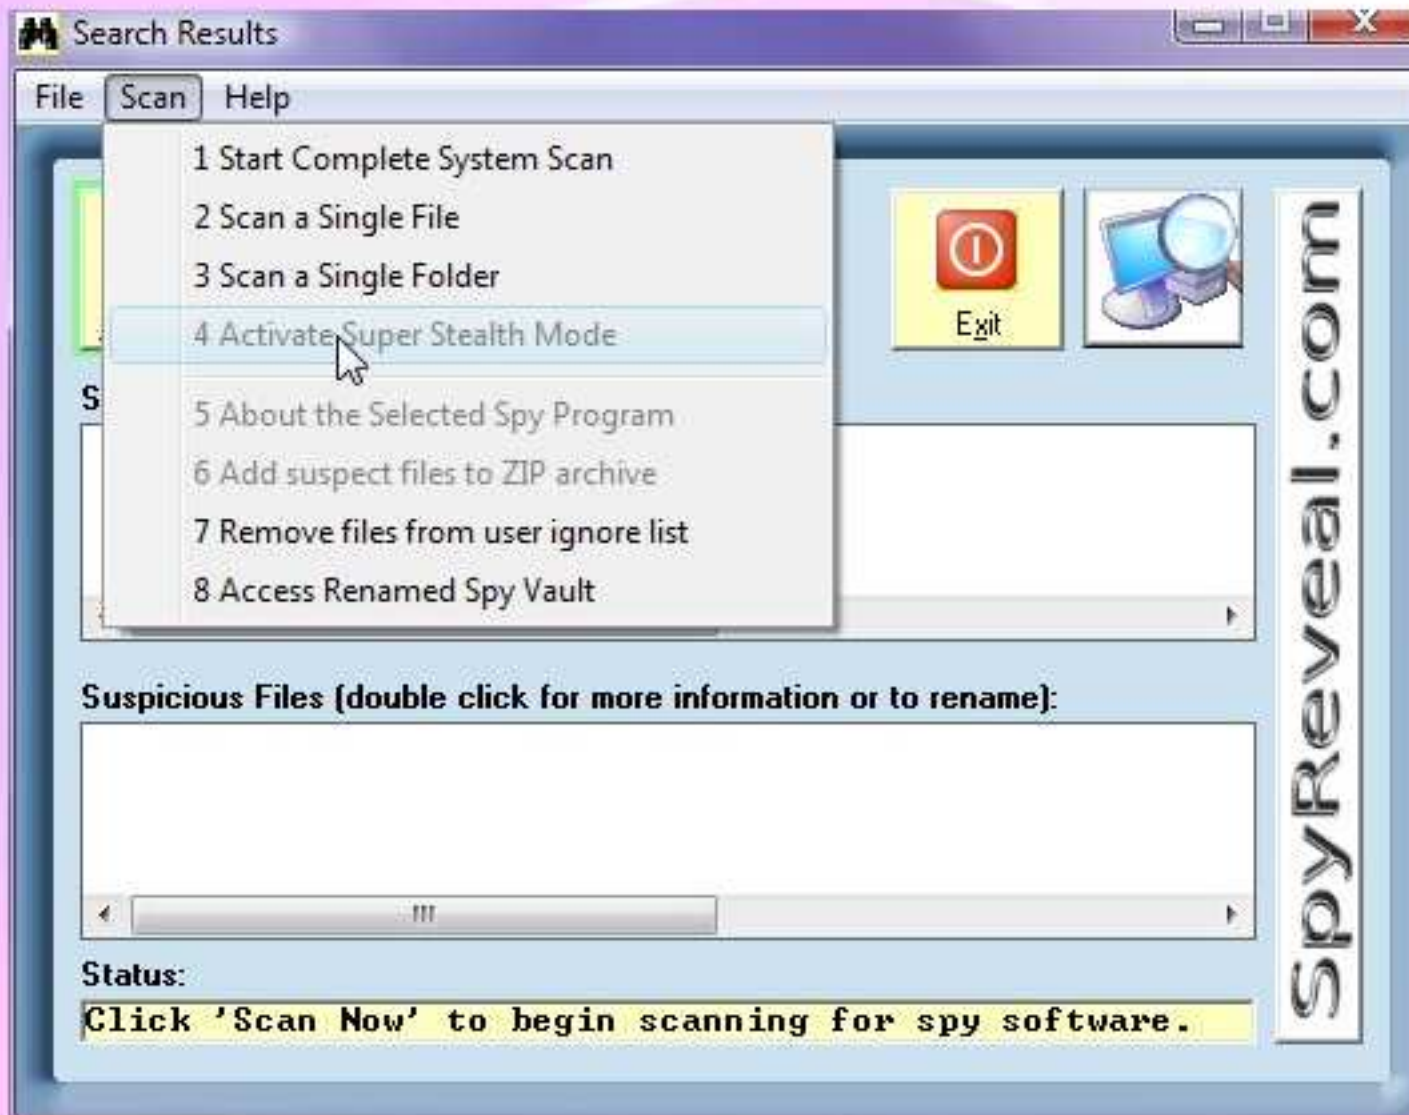 Search Results
File Scan Help
1 Start Complete System Scan
2 Scan a Single File
3 Scan a Single Folder
4 Activate Super Stealth Mode
5 About the Selected Spy Program
6 Add suspect files to ZIP archive
7 Remove files from user ignore list
8 Access Renamed Spy Vault
Exit
S
Suspicious Files (double click for more information or to rename):
Status:
Click 'Scan Now' to begin scanning for spy software.
SpyReveal.com